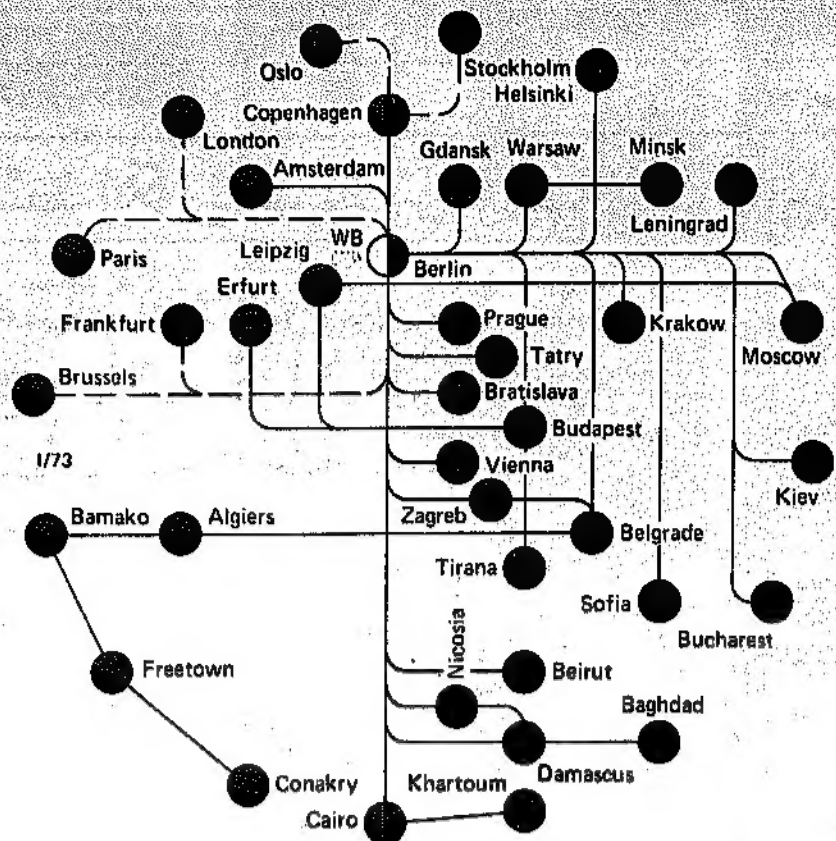 Oslo
Stockholm
Helsinki
Copenhagen
London
Amsterdam
Gdansk
Warsaw
Minsk
Leningrad
WB
Paris
Leipzig
Berlin
Erfurt
Frankfurt
Prague
Krakow
Moscow
Tatry
Brussels
Bratislava
Budapest
1/73
Vienna
Kiev
Zagreb
Bamako
Algiers
Belgrade
Tirana
Sofia
Bucharest
Nicosia
Freetown
Beirut
Baghdad
Damascus
Conakry
Khartoum
Cairo